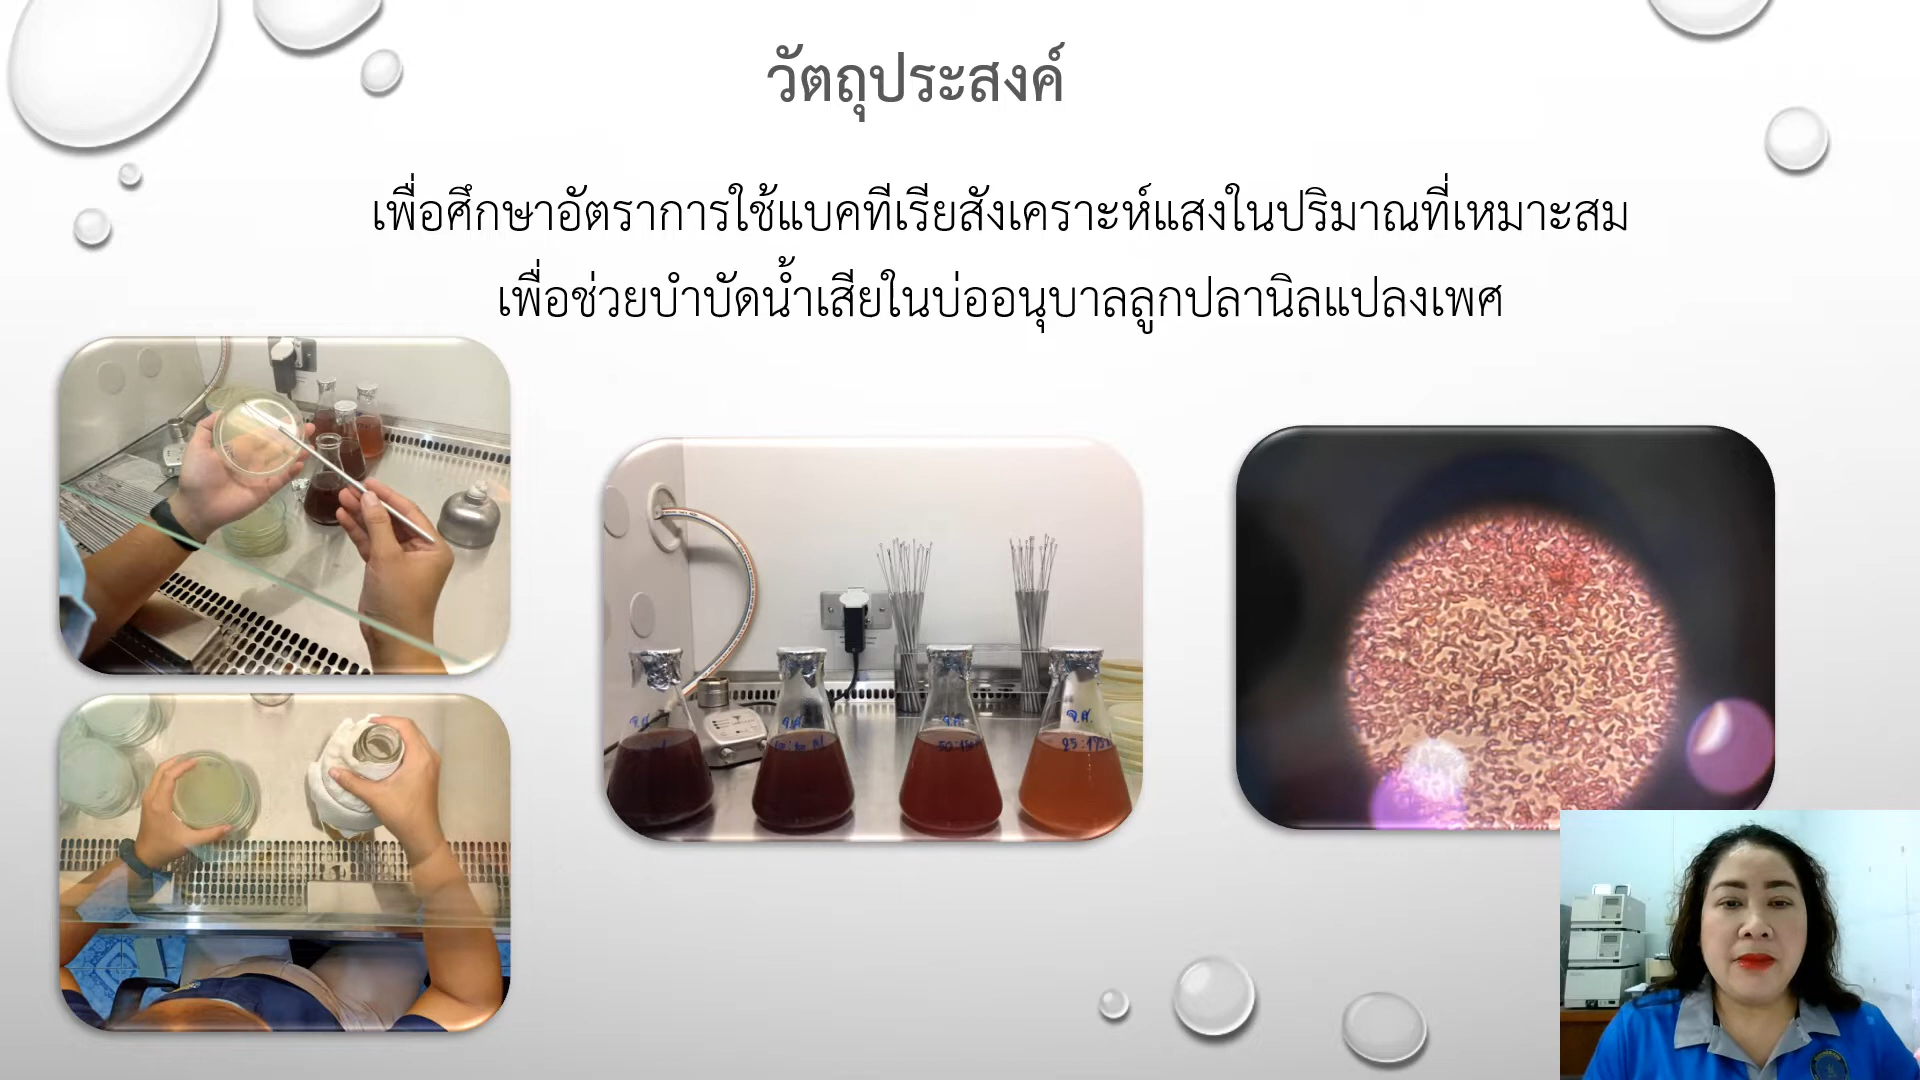 วัตถุประสงค์
เพื่อศึกษาอัตราการใช้แบคทีเรียสังเคราะห์แสงในปริมาณที่เหมาะสม
เพื่อช่วยบำบัดน้ำเสียในบ่ออนุบาลลูกปลานิลแปลงเพศ